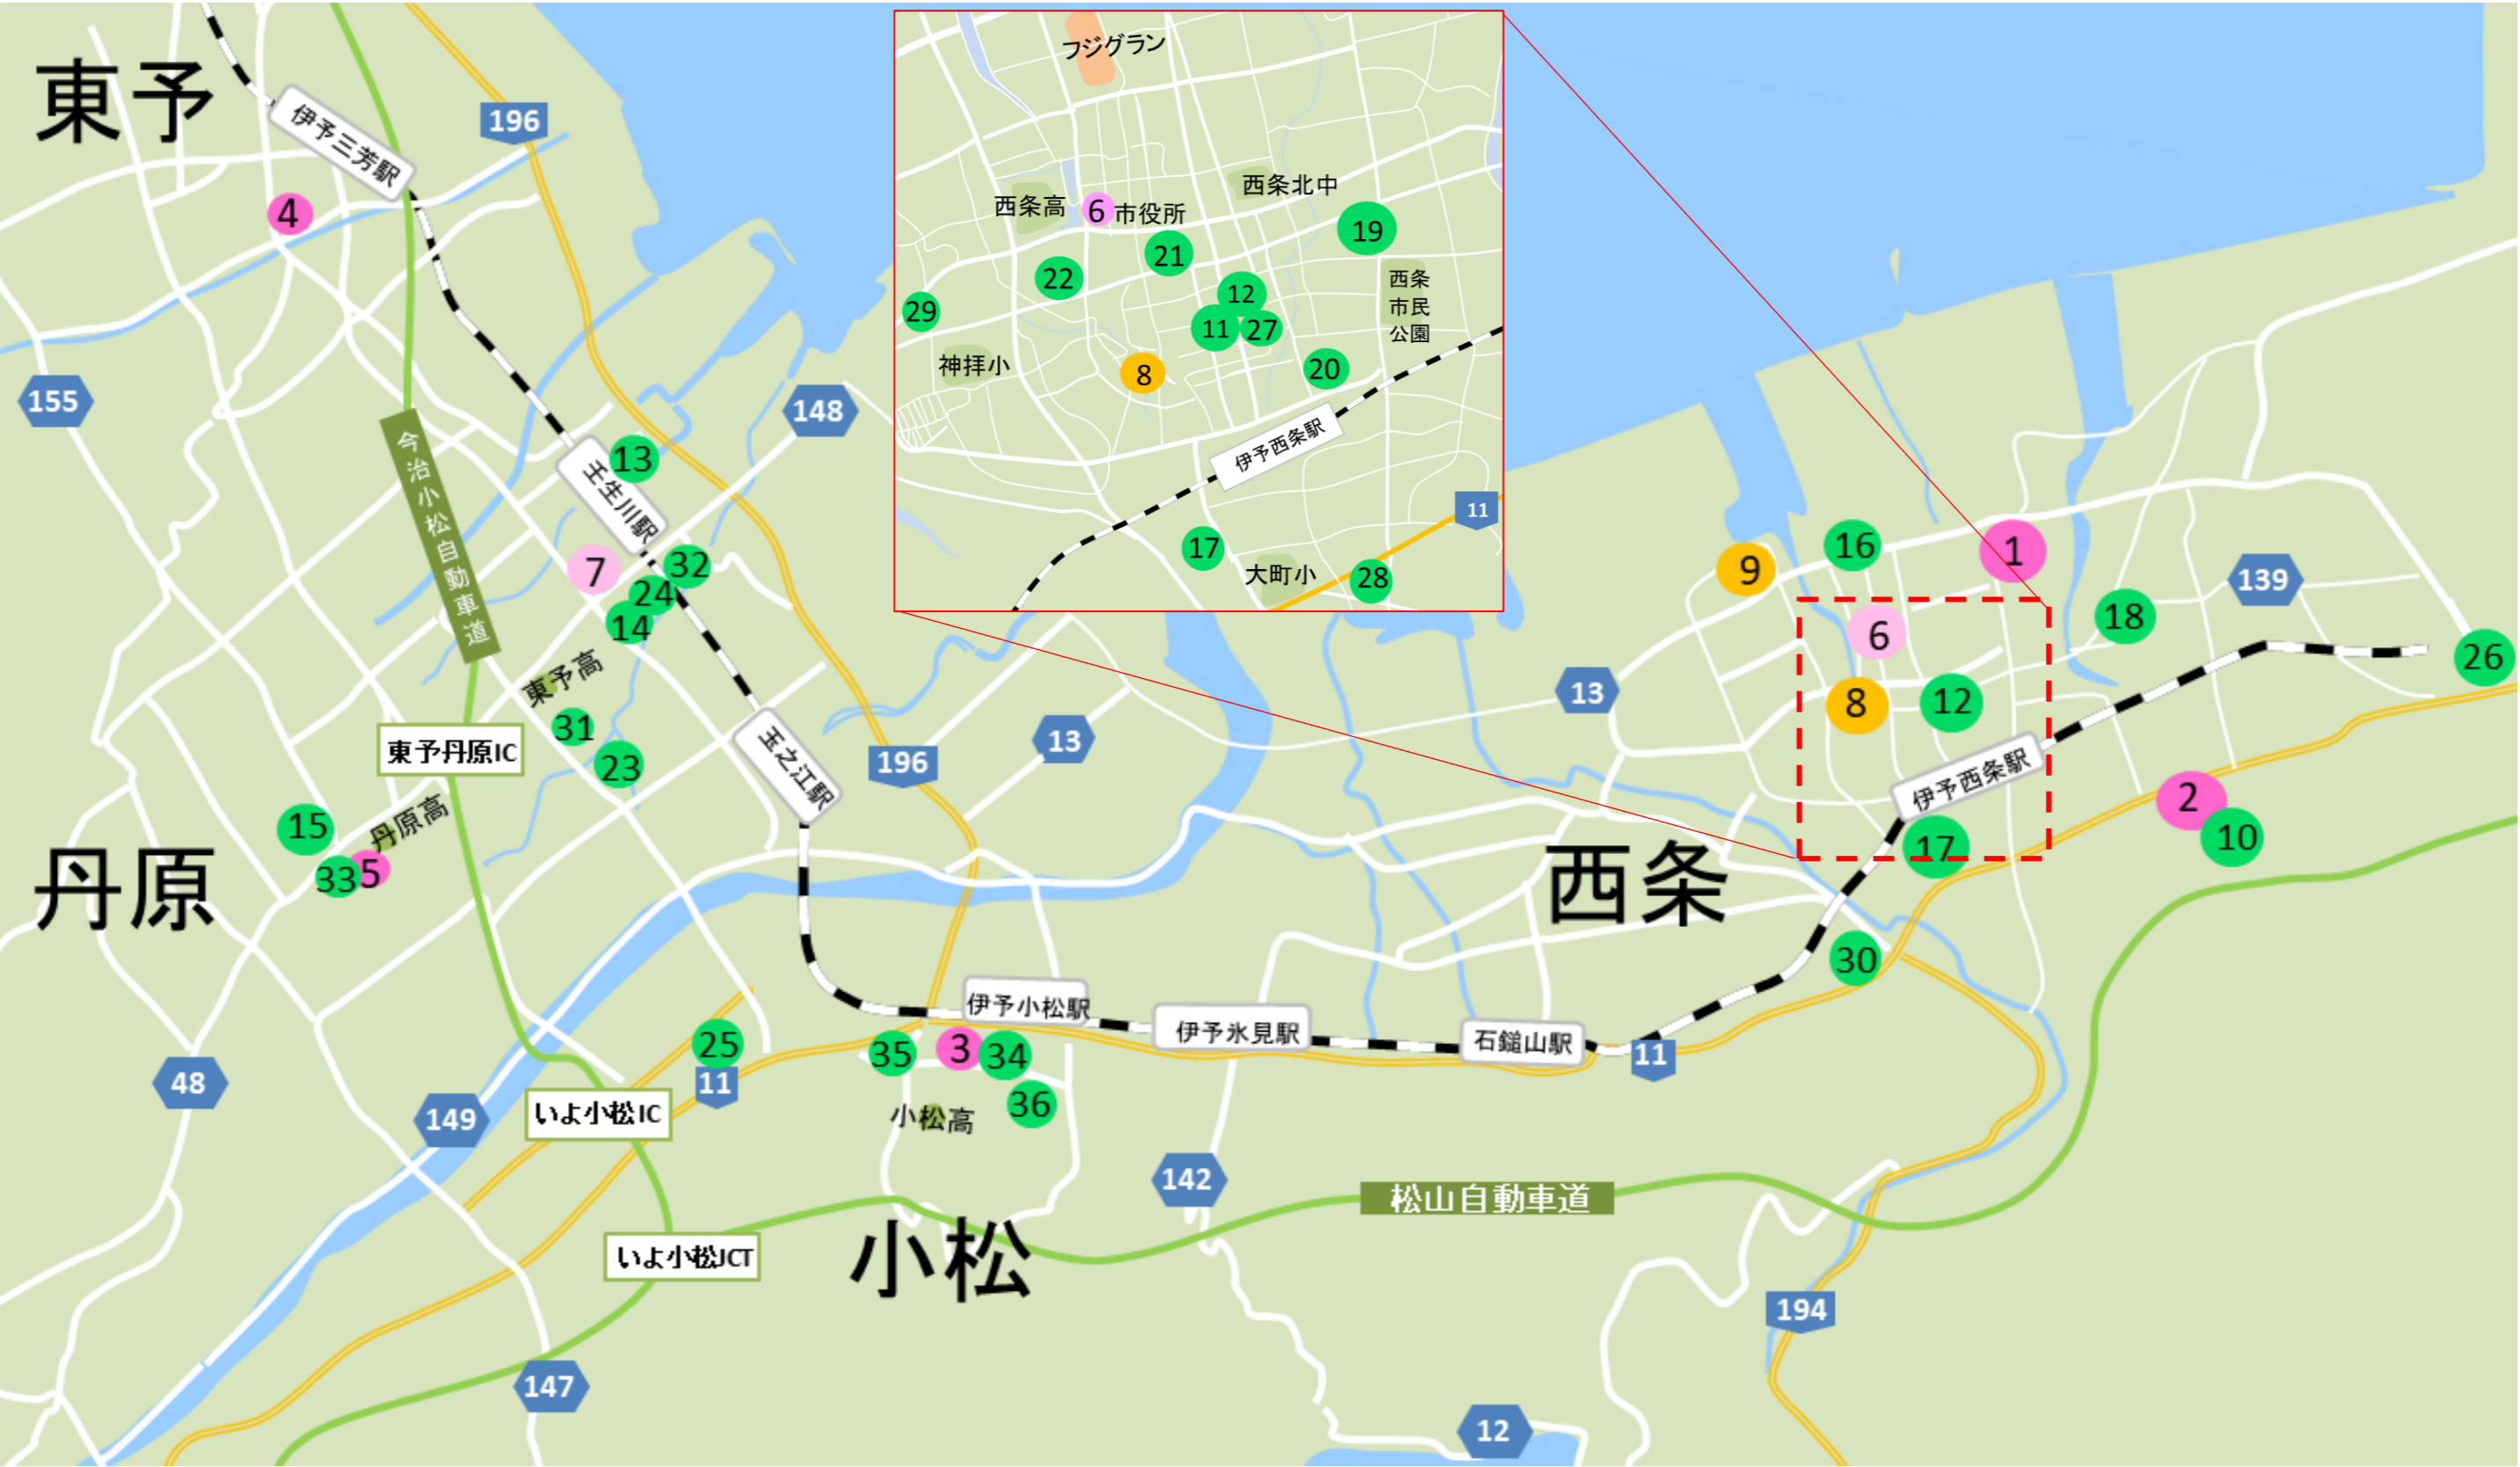 東予
伊予三芳駅
196
4
155
148
今治小松自動車道
13
壬生川駅
7
32
24
14
東予高
31
23
東予丹原IC
玉之江駅
196
13
15
丹原高
33
5
丹原
フジグラン
西条北中
西条高
6
市役所
19
21
22
12
西条
市民
公園
29
11
27
神拝小
8
20
伊予西条駅
11
17
大町小
28
9
16
1
139
6
18
26
13
8
12
伊予西条駅
2
10
17
西条
30
伊予小松駅
伊予氷見駅
石鎚山駅
11
25
11
35
3
34
36
小松高
48
149
いよ小松IC
142
松山自動車道
いよ小松JCT
小松
194
147
12